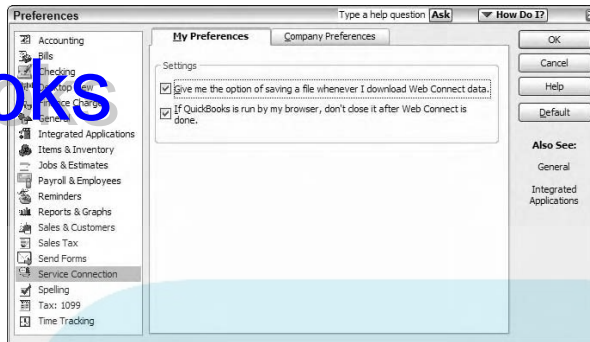 Preferences
Type a help question Ask
How Do I?
My Preferences
Company Preferences
Accounting
Bills
Checking
Desktop View
Finance Charge
General
Integrated Applications
Items & Inventory
Jobs & Estimates
Payroll & Employees
Reminders
Reports & Graphs
Sales & Customers
Sales Tax
Send Forms
Service Connection
Spelling
Tax: 1099
Time Tracking
Settings
Give me the option of saving a file whenever I download Web Connect data.
If QuickBooks is run by my browser, don't close it after Web Connect is
done.
OK
Cancel
Help
Default
Also See:
General
Integrated
Applications
oks